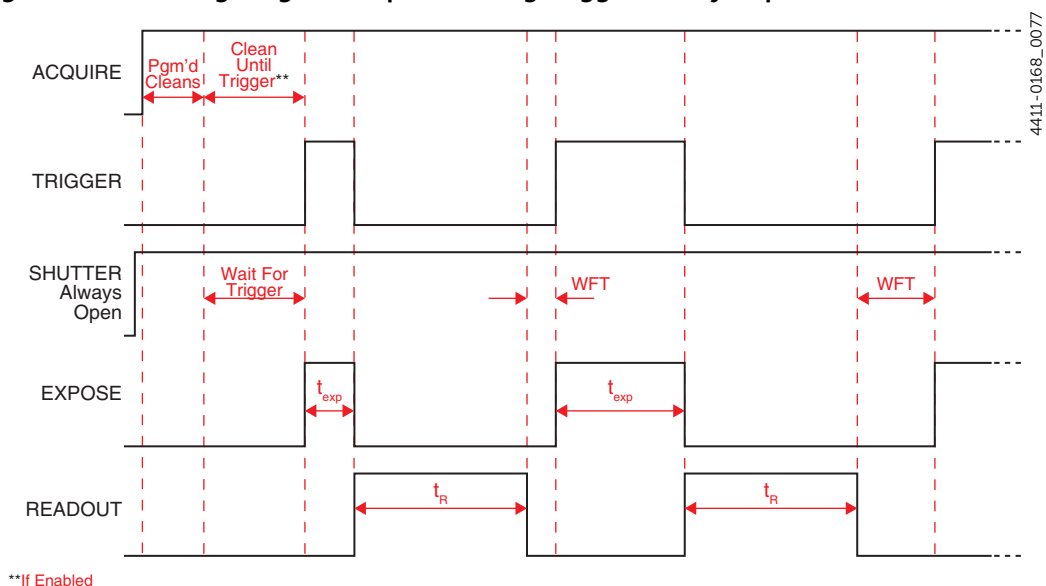 4411-0168_0077
ACQUIRE
Pgm'd
Cleans
Clean
Until
Trigger**
TRIGGER
SHUTTER
Always
Open
Wait For
Trigger
WFT
WFT
EXPOSE
texp
texp
READOUT
tR
tR
**If Enabled